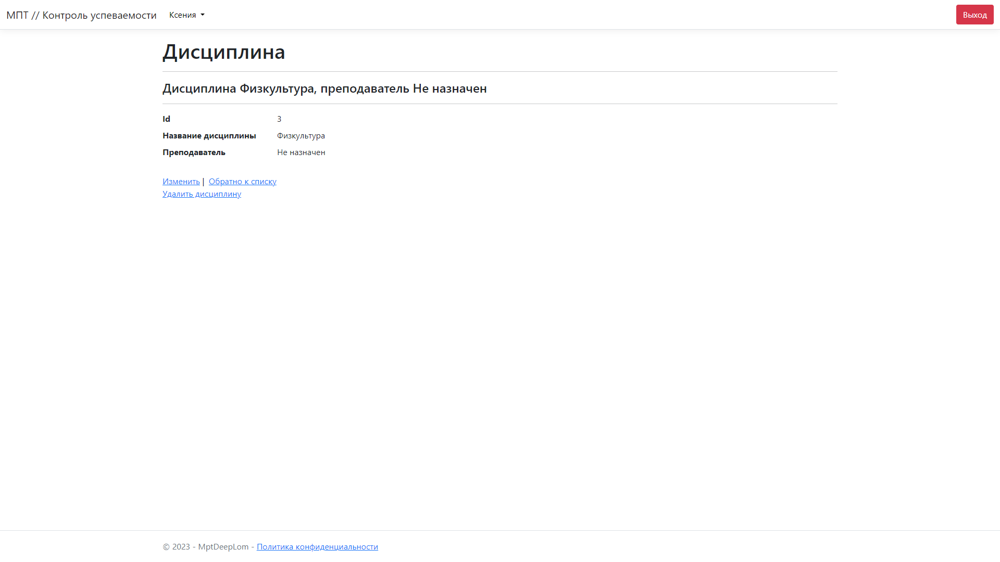 МПТ // Контроль успеваемости Ксения Выход
Дисциплина
Дисциплина Физкультура, преподаватель Не назначен
Id 3
Название дисциплины Физкультура
Преподаватель Не назначен
Изменить | Обратно к списку
Удалить дисциплину
© 2023 - MptDeepLom - Политика конфиденциальности